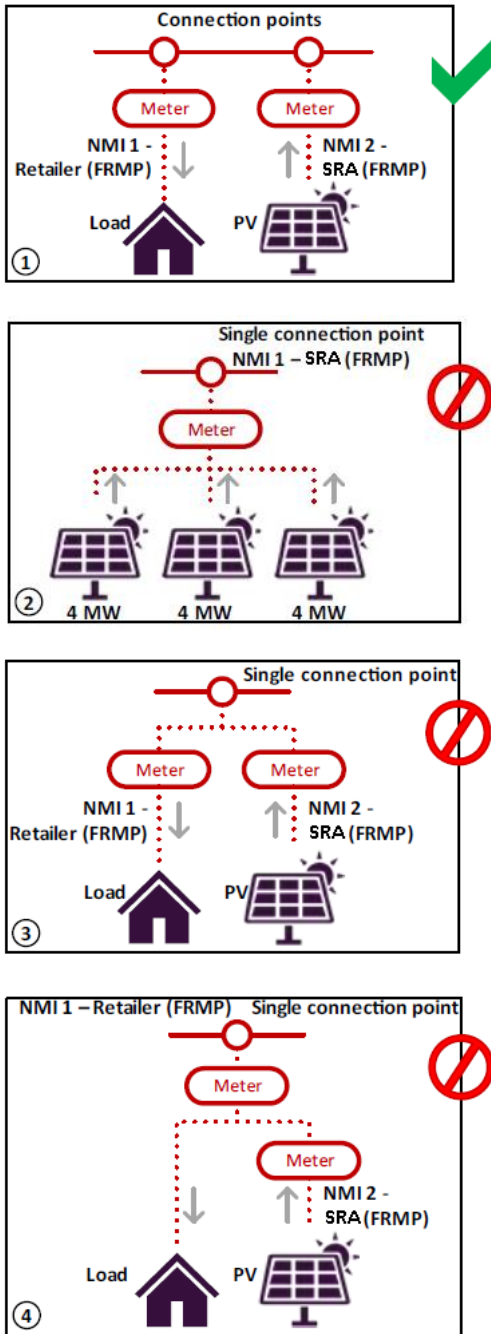 Connection points
Meter
Meter
NMI 1 -
Retailer (FRMP)
NMI 2 -
SRA (FRMP)
Load
PV
1
Single connection point
NMI 1 – SRA (FRMP)
Meter
2
4 MW
4 MW
4 MW
Single connection point
Meter
Meter
NMI 1 -
Retailer (FRMP)
NMI 2 -
SRA (FRMP)
Load
PV
3
NMI 1 – Retailer (FRMP)
Single connection point
Meter
Meter
NMI 2 -
SRA (FRMP)
Load
PV
4